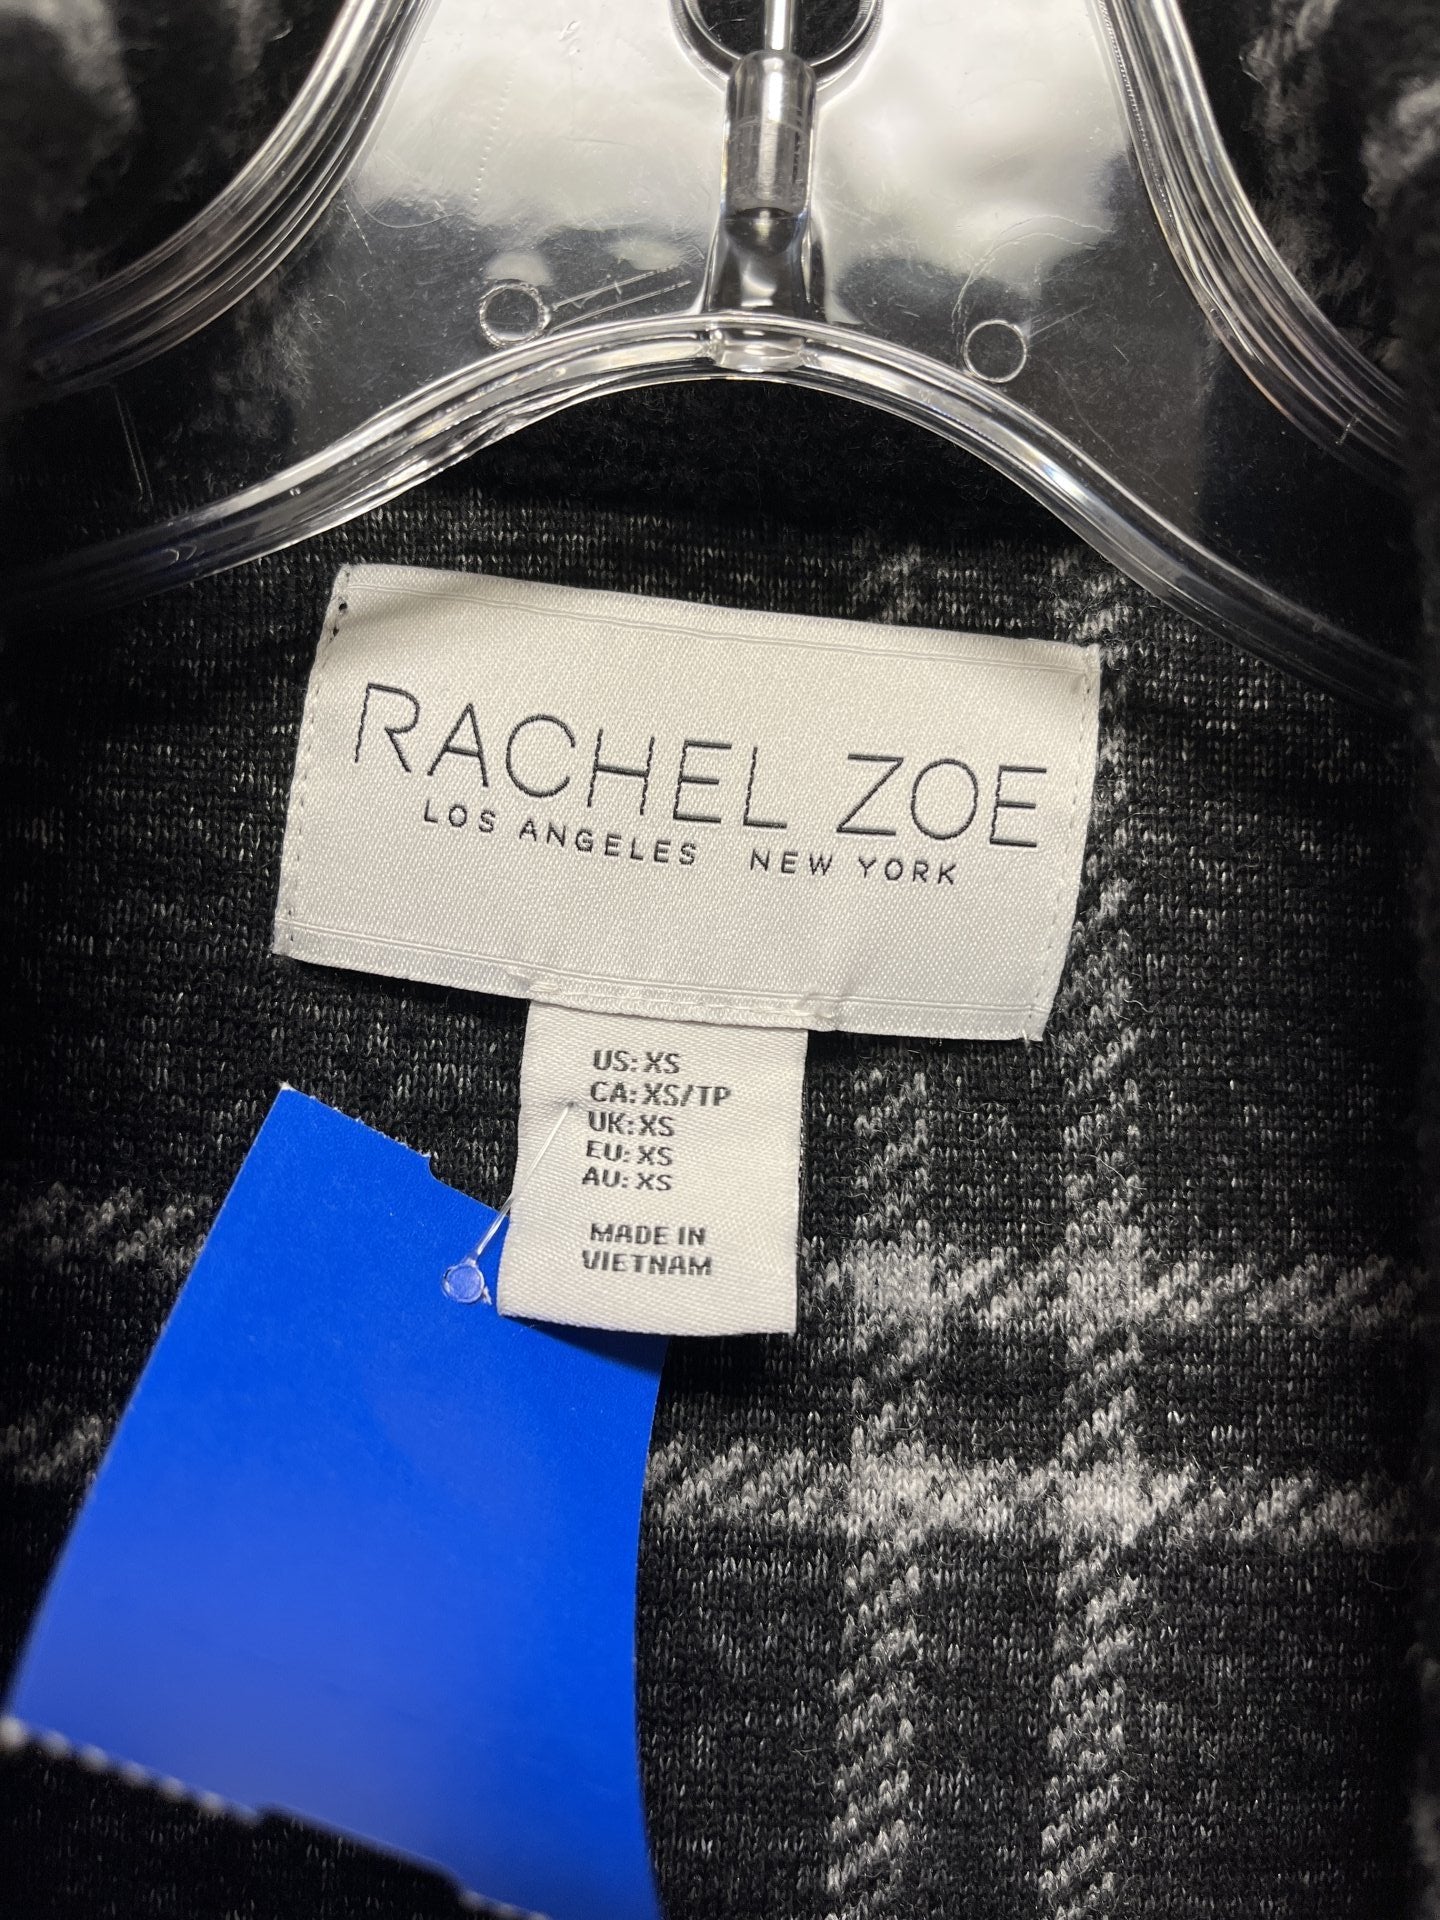 RACHEL ZOE
LOS ANGELES NEW YORK
US: XS
CA: XS/TP
UK: XS
EU: XS
AU: XS
MADE IN
VIETNAM